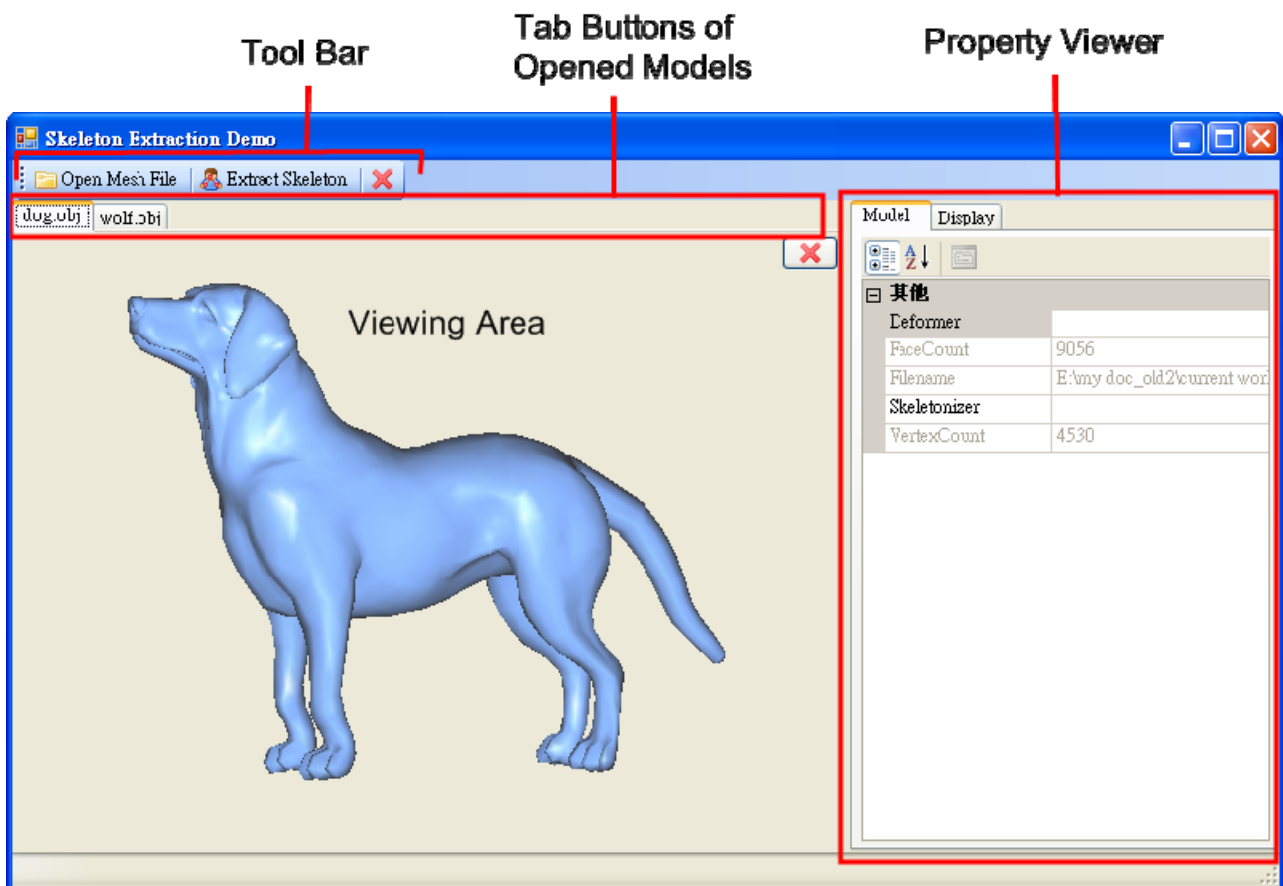 Tool Bar
Tab Buttons of
Opened Models
Property Viewer
Skeleton Extraction Demo
Open Mesh File
Extract Skeleton
dog.obj
wolf.obj
Model
Display
Viewing Area
其他
Deformer
FaceCount 9056
Filename E:\my doc_old2\current wor
Skeletonizer
VertexCount 4530